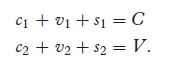 c₁ + v₁ + s₁ = C
c₂ + v₂ + s₂ = V.